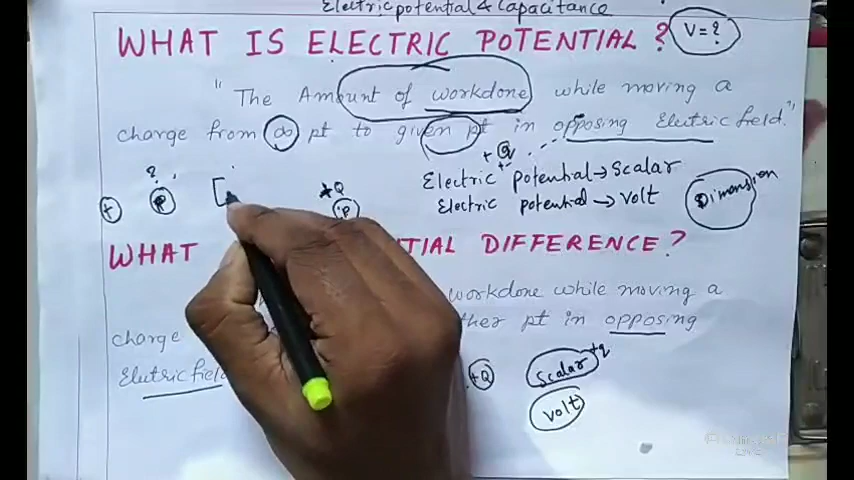 Electric potential & Capacitance
WHAT IS ELECTRIC POTENTIAL ? V = ?
"The Amount of workdone while moving a
charge from ∞ pt to given pt in opposing Electric field."
+ q
Electric potential → Scalar
Electric potential → volt
Dimension
?
+ P [
Q
P
WHAT TIAL DIFFERENCE?
workdone while moving a
charge ther pt in opposing
Electric field
+Q Scalar +q
volt